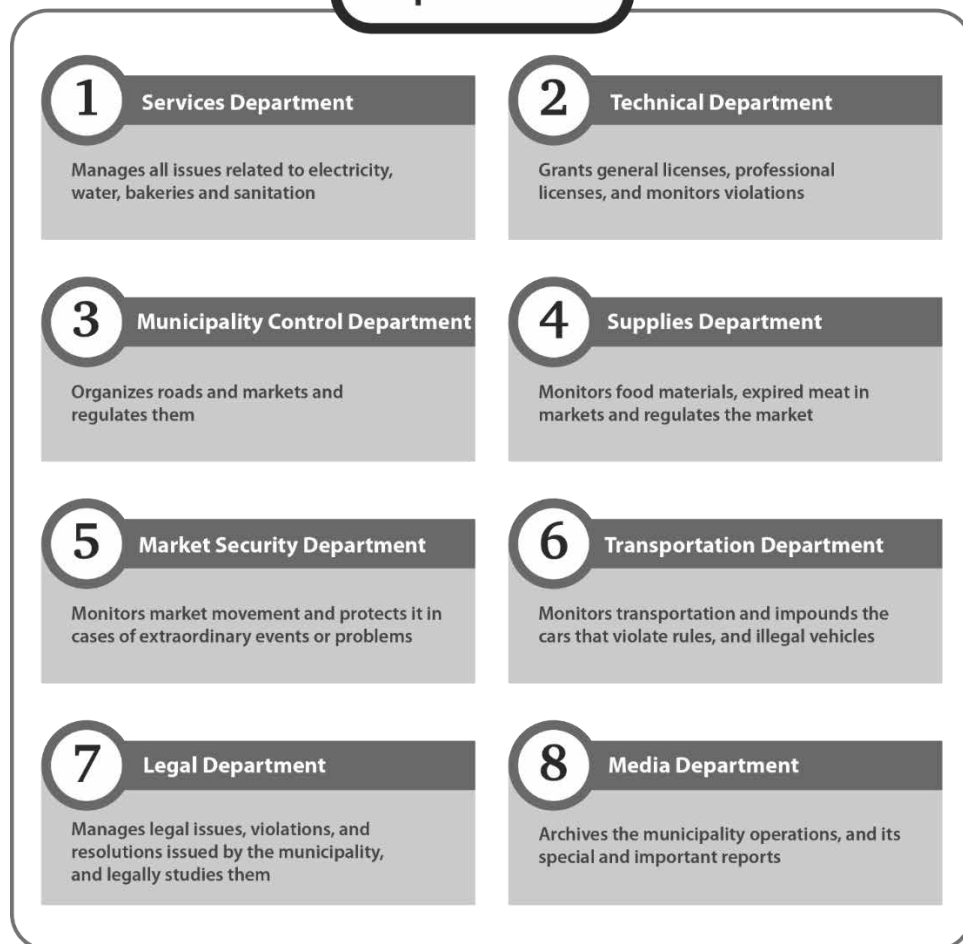 1
Services Department
Manages all issues related to electricity,
water, bakeries and sanitation
2
Technical Department
Grants general licenses, professional
licenses, and monitors violations
3
Municipality Control Department
Organizes roads and markets and
regulates them
4
Supplies Department
Monitors food materials, expired meat in
markets and regulates the market
5
Market Security Department
Monitors market movement and protects it in
cases of extraordinary events or problems
6
Transportation Department
Monitors transportation and impounds the
cars that violate rules, and illegal vehicles
7
Legal Department
Manages legal issues, violations, and
resolutions issued by the municipality,
and legally studies them
8
Media Department
Archives the municipality operations, and its
special and important reports